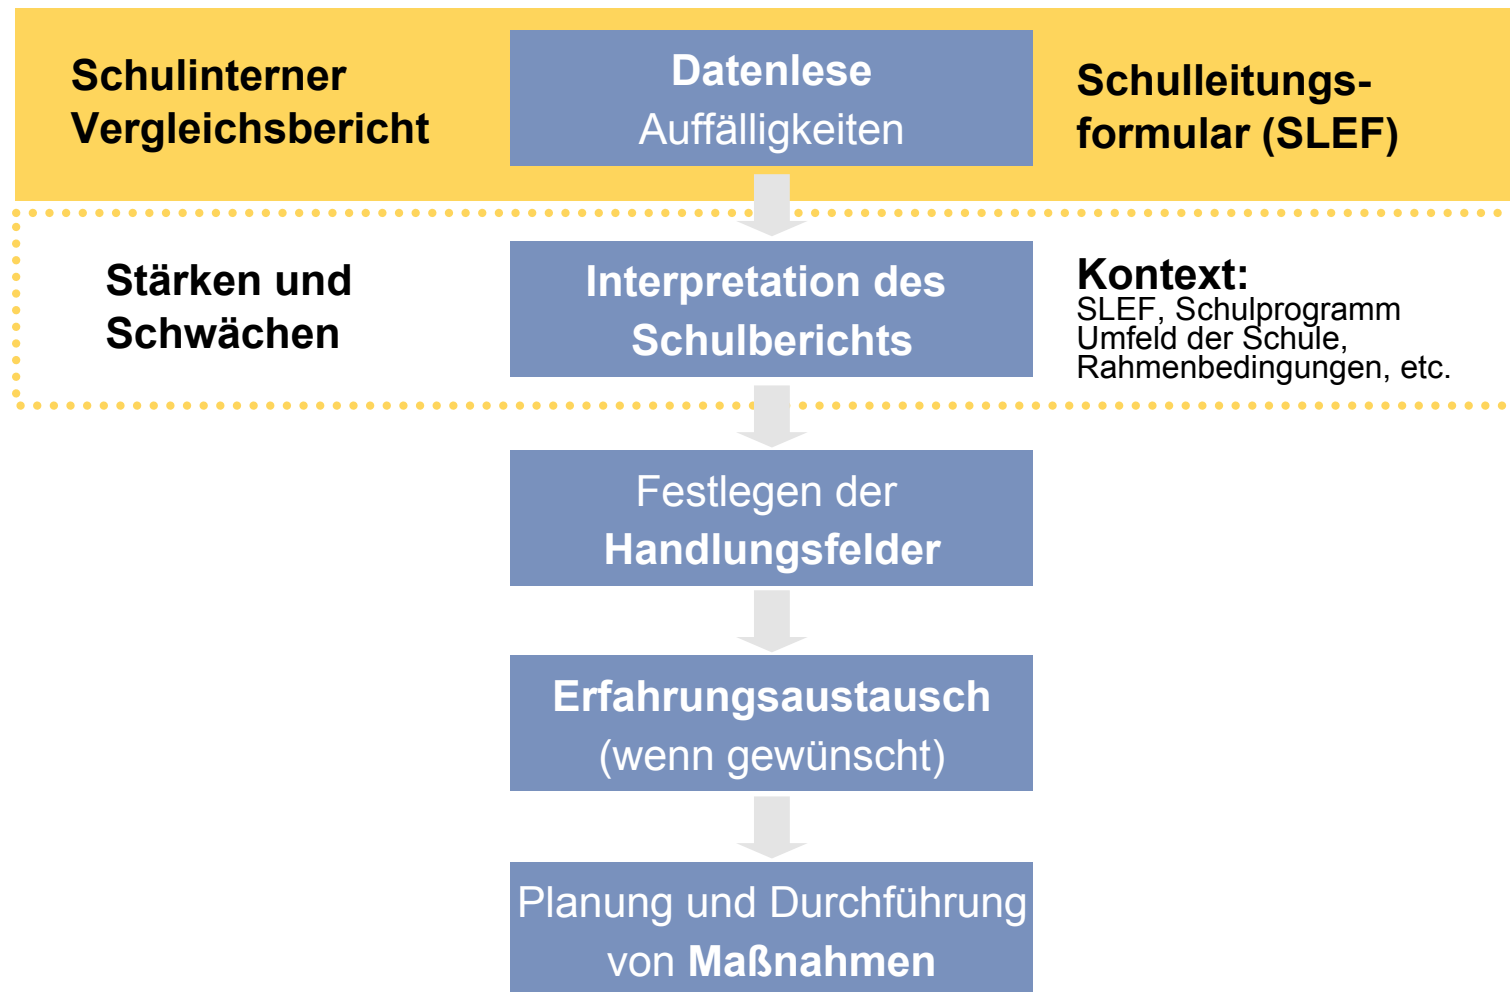 Schulinterner
Vergleichsbericht
Datenlese
Auffälligkeiten
Schulleitungs-
formular (SLEF)
Stärken und
Schwächen
Interpretation des
Schulberichts
Kontext:
SLEF, Schulprogramm
Umfeld der Schule,
Rahmenbedingungen, etc.
Festlegen der
Handlungsfelder
Erfahrungsaustausch
(wenn gewünscht)
Planung und Durchführung
von Maßnahmen